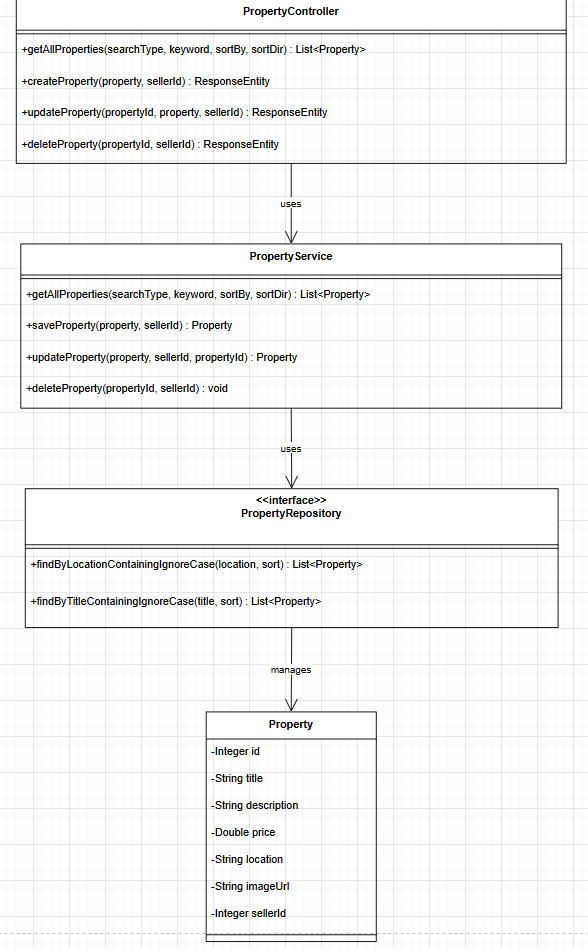 PropertyController
+getAllProperties(searchType, keyword, sortBy, sortDir) : List<Property>
+createProperty(property, sellerId) : ResponseEntity
+updateProperty(propertyId, property, sellerId) : ResponseEntity
+deleteProperty(propertyId, sellerId) : ResponseEntity
uses
PropertyService
+getAllProperties(searchType, keyword, sortBy, sortDir) : List<Property>
+saveProperty(property, sellerId) : Property
+updateProperty(property, sellerId, propertyId) : Property
+deleteProperty(propertyId, sellerId) : void
uses
<<interface>>
PropertyRepository
+findByLocationContainingIgnoreCase(location, sort) : List<Property>
+findByTitleContainingIgnoreCase(title, sort) : List<Property>
manages
Property
-Integer id
-String title
-String description
-Double price
-String location
-String imageUrl
-Integer sellerId